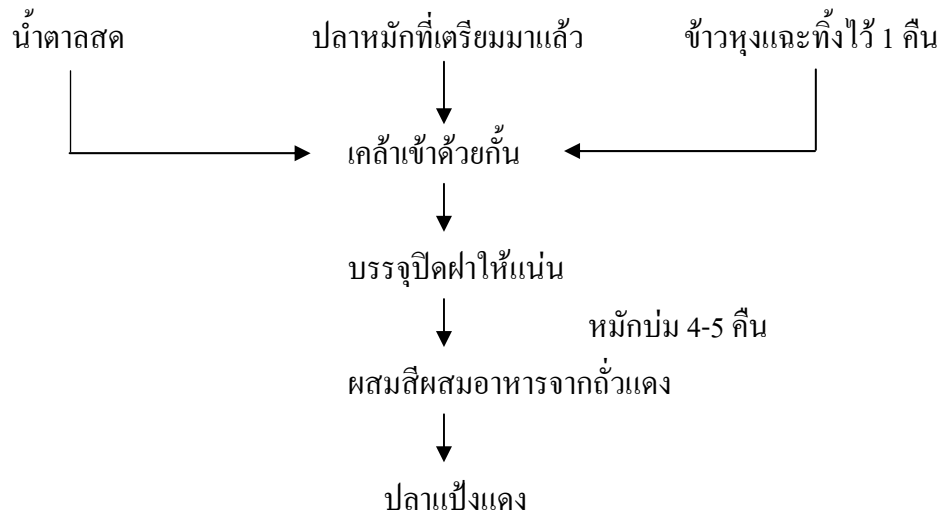 น้ำตาลสด
ปลาหมักที่เตรียมมาแล้ว
ข้าวหุงแฉะทิ้งไว้ 1 คืน
เคล้าเข้าด้วยกั้น
บรรจุปิดฝาให้แน่น
หมักบ่ม 4-5 คืน
ผสมสีผสมอาหารจากถั่วแดง
ปลาแป้งแดง